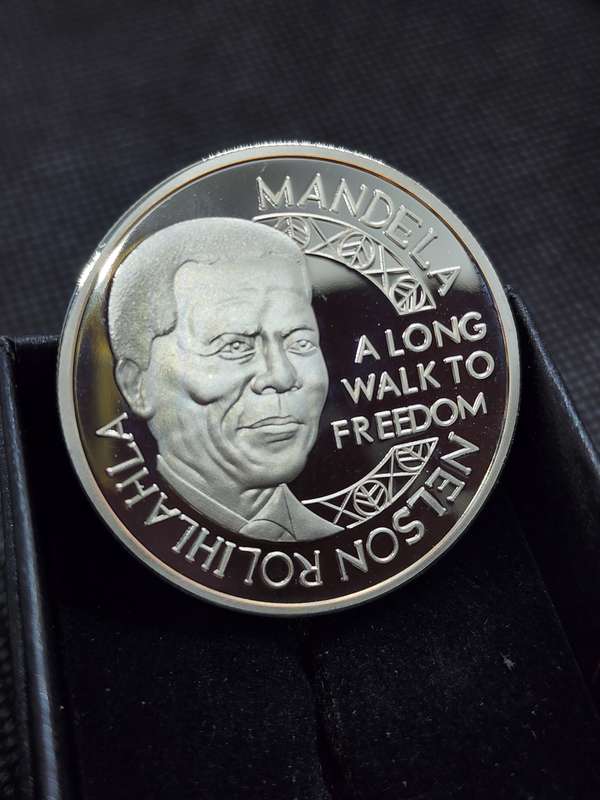 MANDELA
A LONG
WALK TO
FREEDOM
NELSON ROLIHLAHLA